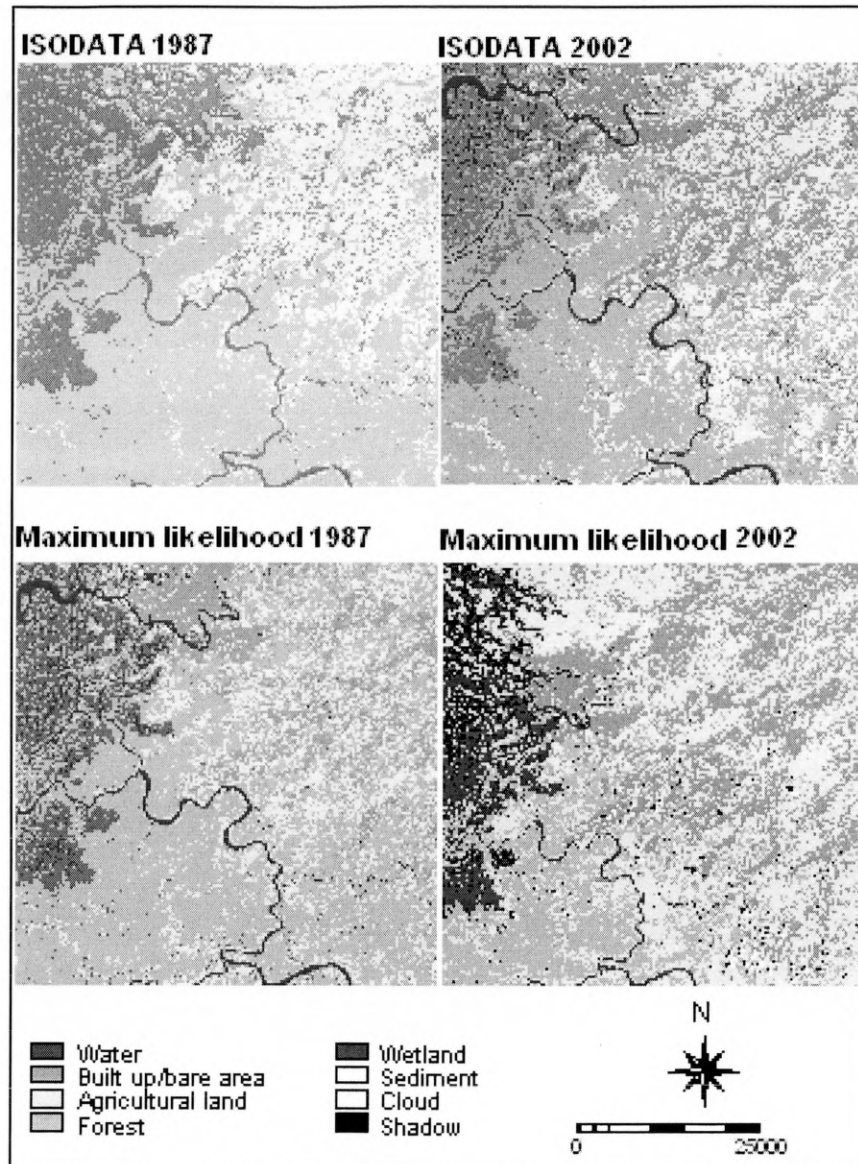 ISODATA 1987
ISODATA 2002
Maximum likelihood 1987
Maximum likelihood 2002
Water
Built up/bare area
Agricultural land
Forest
Wetland
Sediment
Cloud
Shadow
N
0 25000